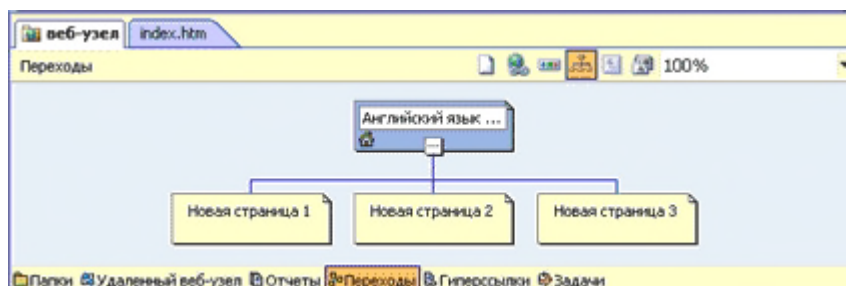 веб-узел index.htm
Переходы 100%
Английский язык ...
Новая страница 1 Новая страница 2 Новая страница 3
Папки Удаленный веб-узел Отчеты Переходы Гиперссылки Задачи